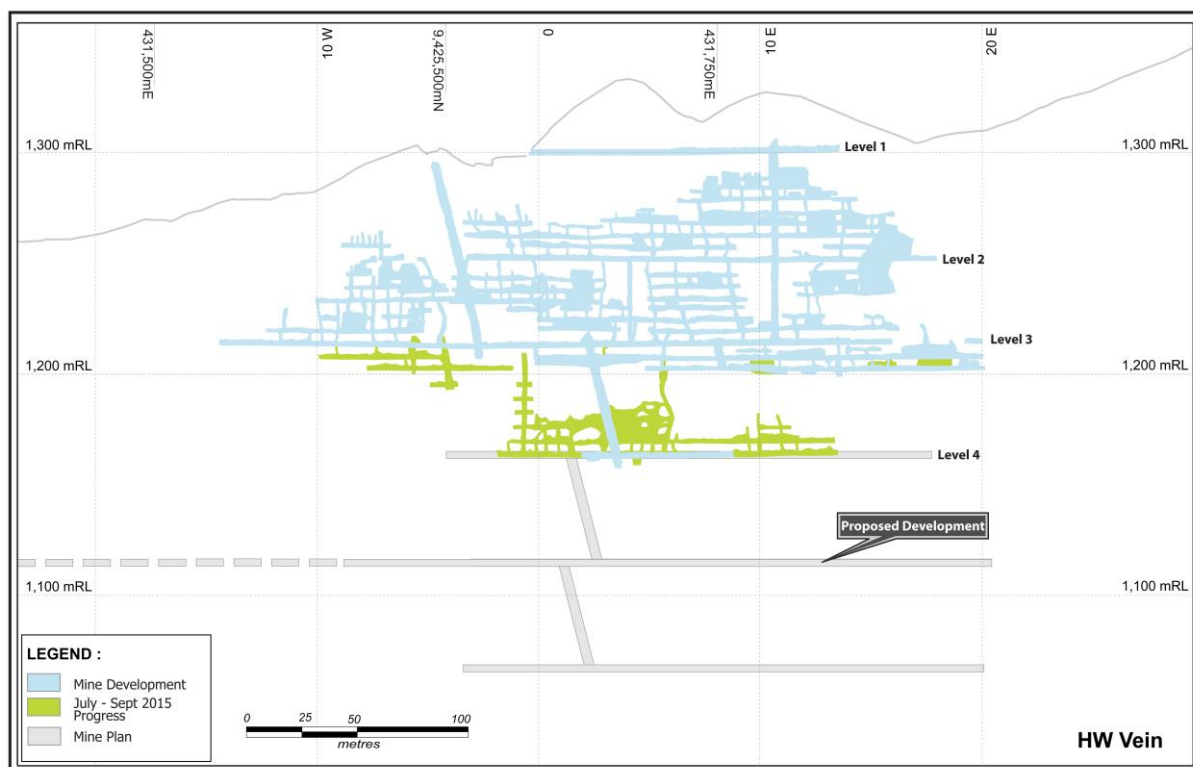 431,500mE
10 W
9,425,500mN
0
431,750mE
10 E
20 E
1,300 mRL
Level 1
1,300 mRL
Level 2
Level 3
1,200 mRL
1,200 mRL
Level 4
Proposed Development
1,100 mRL
1,100 mRL
LEGEND :
Mine Development
July - Sept 2015
Progress
Mine Plan
0 25 50 100
metres
HW Vein